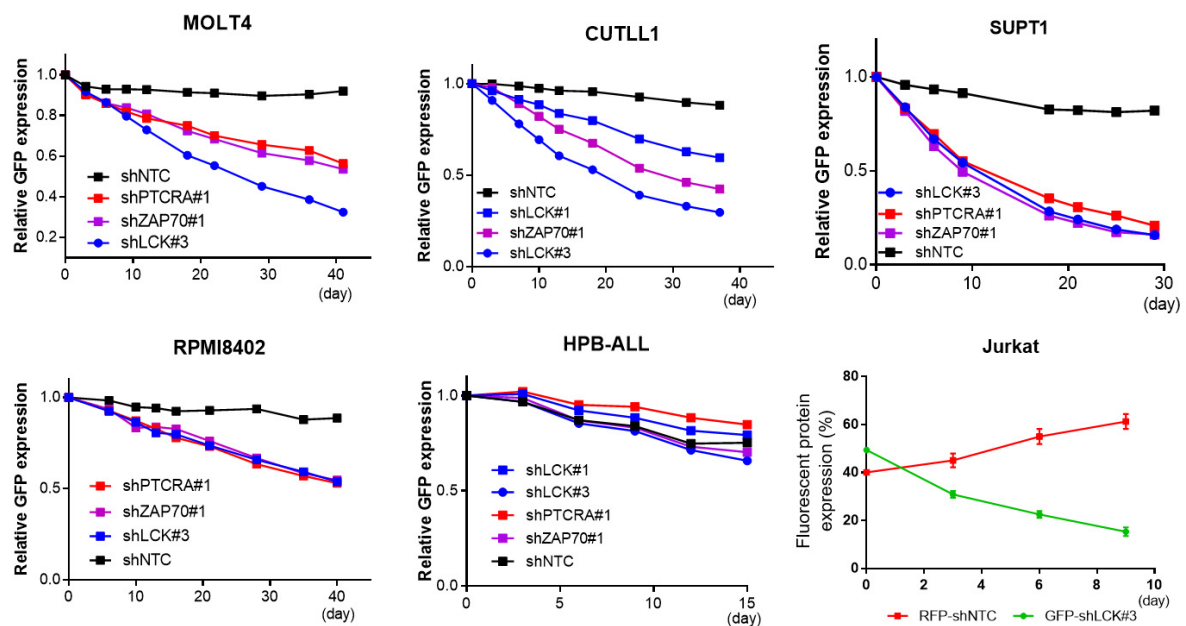 MOLT4
Relative GFP expression
1.0
0.8
0.6
0.4
0.2
shNTC
shPTCRA#1
shZAP70#1
shLCK#3
0 10 20 30 40
(day)
CUTLL1
Relative GFP expression
1.0
0.5
0.0
shNTC
shLCK#1
shZAP70#1
shLCK#3
0 10 20 30 40
(day)
SUPT1
Relative GFP expression
1.0
0.5
0.0
shLCK#3
shPTCRA#1
shZAP70#1
shNTC
0 10 20 30
(day)
RPMI8402
Relative GFP expression
1.0
0.5
0.0
shPTCRA#1
shZAP70#1
shLCK#3
shNTC
0 10 20 30 40
(day)
HPB-ALL
Relative GFP expression
1.0
0.5
0.0
shLCK#1
shLCK#3
shPTCRA#1
shZAP70#1
shNTC
0 5 10 15
(day)
Jurkat
Fluorescent protein
expression (%)
80
60
40
20
0
0 2 4 6 8 10
(day)
RFP-shNTC GFP-shLCK#3